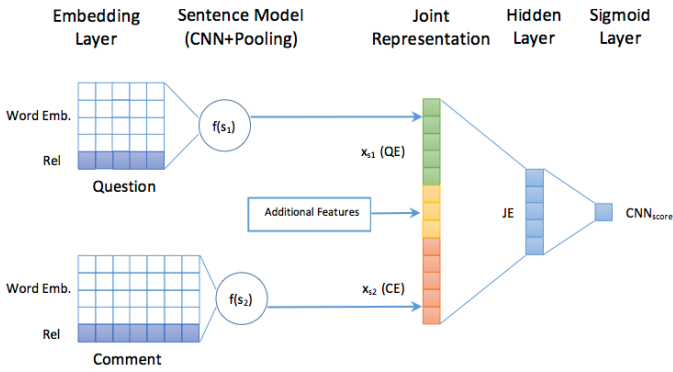 Embedding Layer
Sentence Model (CNN+Pooling)
Joint Representation
Hidden Layer
Sigmoid Layer
Word Emb.
Rel
Question
f(s₁)
xₛ₁ (QE)
Additional Features
JE
CNNscore
Word Emb.
Rel
Comment
f(s₂)
xₛ₂ (CE)